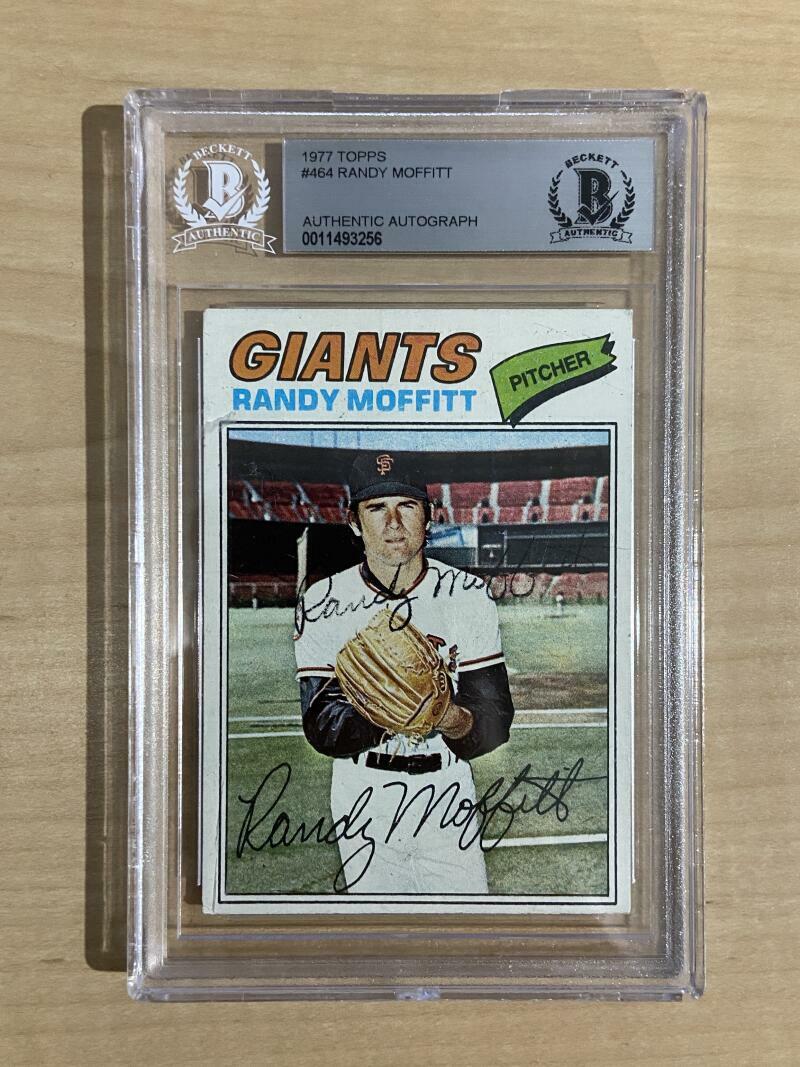 BECKETT
B
AUTHENTIC
1977 TOPPS
#464 RANDY MOFFITT
AUTHENTIC AUTOGRAPH
0011493256
BECKETT
B
AUTHENTIC
GIANTS
RANDY MOFFITT
PITCHER
SF
Randy Moffitt
Randy Moffitt